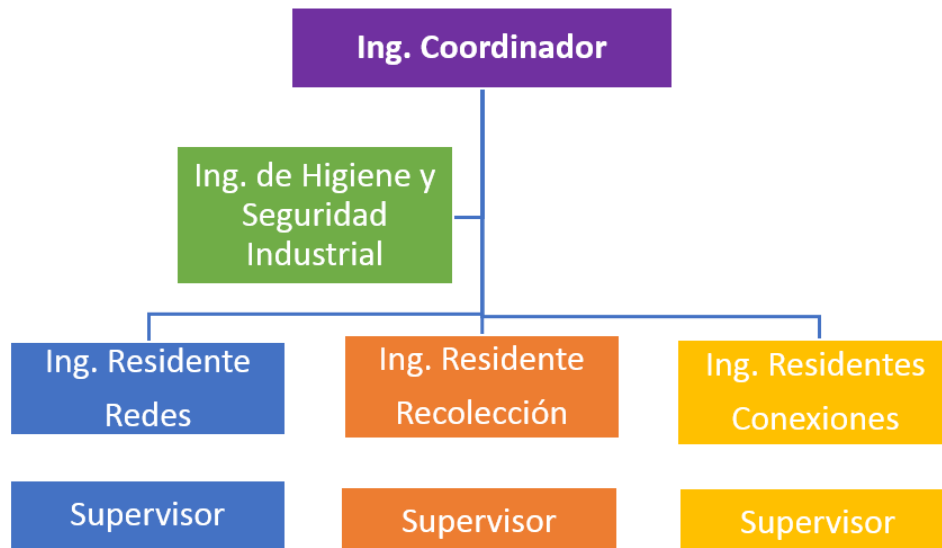 Ing. Coordinador
Ing. de Higiene y
Seguridad
Industrial
Ing. Residente
Redes
Ing. Residente
Recolección
Ing. Residentes
Conexiones
Supervisor
Supervisor
Supervisor